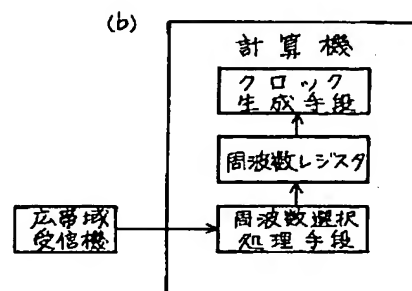 (b)
計算機
クロック
生成手段
周波数レジスタ
広帯域
受信機
周波数選択
処理手段